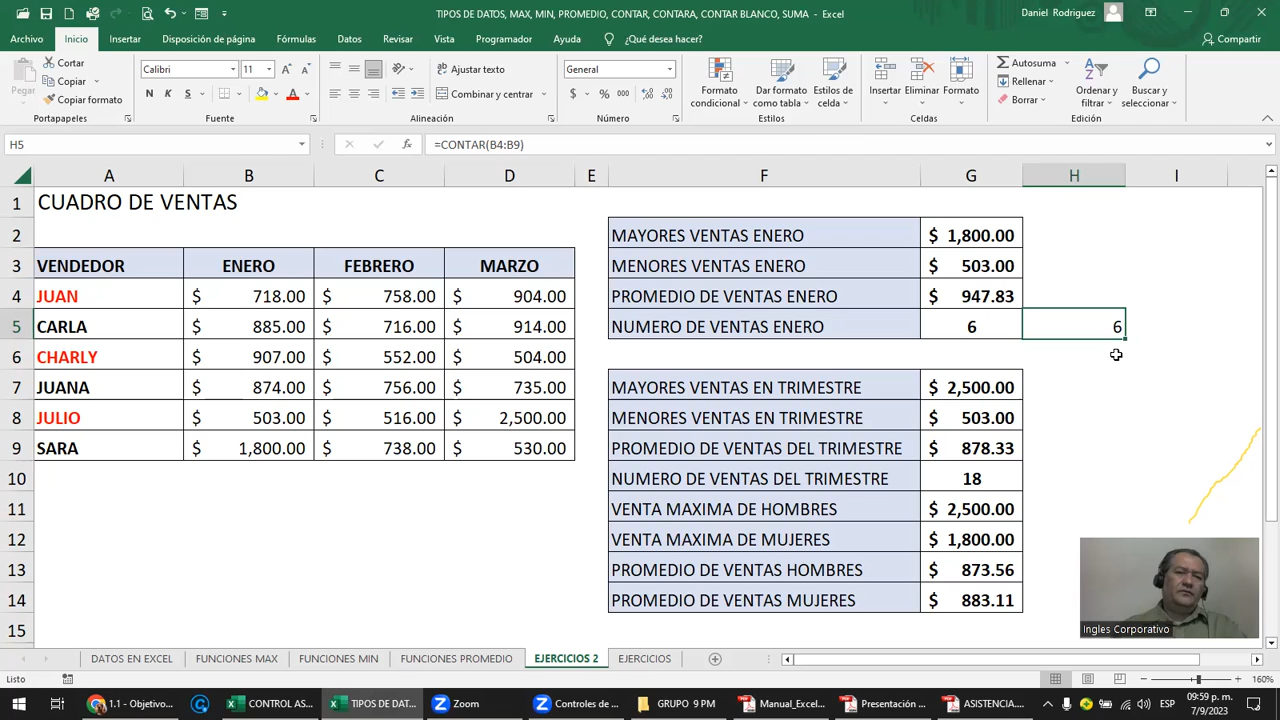 TIPOS DE DATOS, MAX, MIN, PROMEDIO, CONTAR, CONTARA, CONTAR BLANCO, SUMA - Excel
Daniel Rodriguez
Archivo Inicio Insertar Disposición de página Fórmulas Datos Revisar Vista Programador Ayuda ¿Qué desea hacer? Compartir
Pegar
Cortar
Copiar
Copiar formato
Portapapeles
Calibri 11
N K S
Fuente
Ajustar texto
Combinar y centrar
Alineación
General
$ % 000
Número
Formato condicional
Dar formato como tabla
Estilos de celda
Estilos
Insertar Eliminar Formato
Celdas
Autosuma
Rellenar
Borrar
Ordenar y filtrar
Buscar y seleccionar
Edición
H5 fx =CONTAR(B4:B9)
A B C D E F G H I
1 CUADRO DE VENTAS
2 MAYORES VENTAS ENERO $ 1,800.00
3 VENDEDOR ENERO FEBRERO MARZO MENORES VENTAS ENERO $ 503.00
4 JUAN $ 718.00 $ 758.00 $ 904.00 PROMEDIO DE VENTAS ENERO $ 947.83
5 CARLA $ 885.00 $ 716.00 $ 914.00 NUMERO DE VENTAS ENERO 6 6
6 CHARLY $ 907.00 $ 552.00 $ 504.00
7 JUANA $ 874.00 $ 756.00 $ 735.00 MAYORES VENTAS EN TRIMESTRE $ 2,500.00
8 JULIO $ 503.00 $ 516.00 $ 2,500.00 MENORES VENTAS EN TRIMESTRE $ 503.00
9 SARA $ 1,800.00 $ 738.00 $ 530.00 PROMEDIO DE VENTAS DEL TRIMESTRE $ 878.33
10 NUMERO DE VENTAS DEL TRIMESTRE 18
11 VENTA MAXIMA DE HOMBRES $ 2,500.00
12 VENTA MAXIMA DE MUJERES $ 1,800.00
13 PROMEDIO DE VENTAS HOMBRES $ 873.56
14 PROMEDIO DE VENTAS MUJERES $ 883.11
15
Ingles Corporativo
DATOS EN EXCEL FUNCIONES MAX FUNCIONES MIN FUNCIONES PROMEDIO EJERCICIOS 2 EJERCICIOS
Listo 160%
1.1 - Objetivo... CONTROL AS... TIPOS DE DAT... Zoom Controles de ... GRUPO 9 PM Manual_Excel... Presentación ... ASISTENCIA.... ESP 09:59 p. m.
7/9/2023